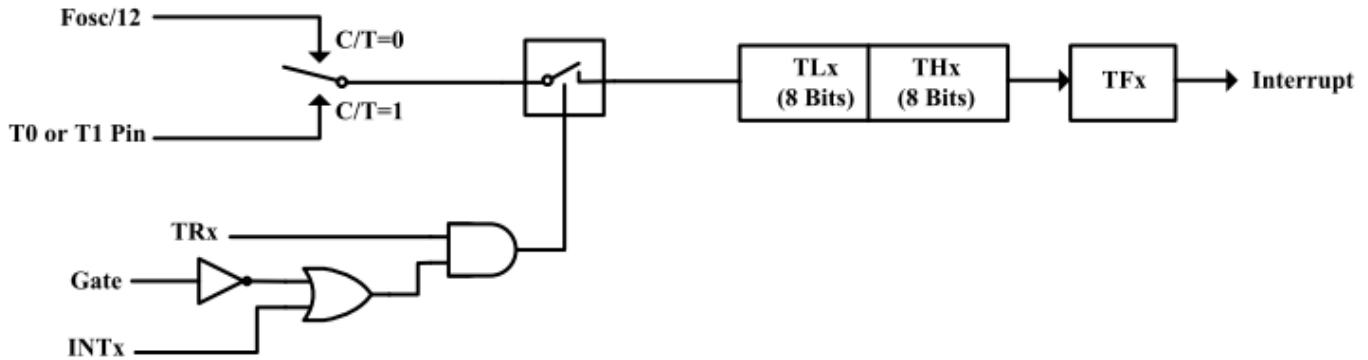 Fosc/12
C/T=0
TLx
(8 Bits)
THx
(8 Bits)
TFx
Interrupt
C/T=1
T0 or T1 Pin
TRx
Gate
INTx